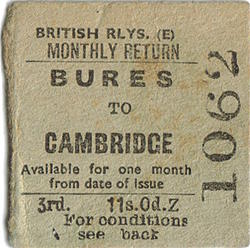 BRITISH RLYS. (E)
MONTHLY RETURN
BURES
TO
CAMBRIDGE
Available for one month
from date of issue
3rd. 11s.0d.Z
For conditions
see back
1062